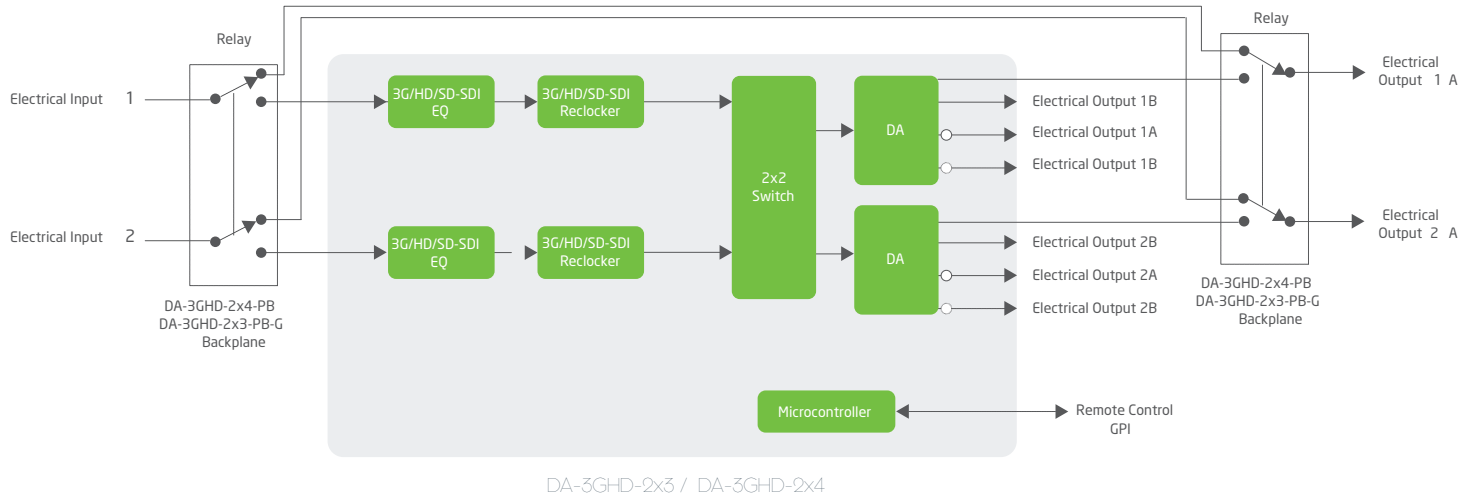 Relay
Relay
Electrical Input 1
3G/HD/SD-SDI
EQ
3G/HD/SD-SDI
Reclocker
2x2
Switch
DA
Electrical Output 1B
Electrical Output 1A
Electrical Output 1B
Electrical
Output 1 A
Electrical Input 2
3G/HD/SD-SDI
EQ
3G/HD/SD-SDI
Reclocker
DA
Electrical Output 2B
Electrical Output 2A
Electrical Output 2B
Electrical
Output 2 A
DA-3GHD-2x4-PB
DA-3GHD-2x3-PB-G
Backplane
DA-3GHD-2x4-PB
DA-3GHD-2x3-PB-G
Backplane
Microcontroller
Remote Control
GPI
DA-3GHD-2x3 / DA-3GHD-2x4